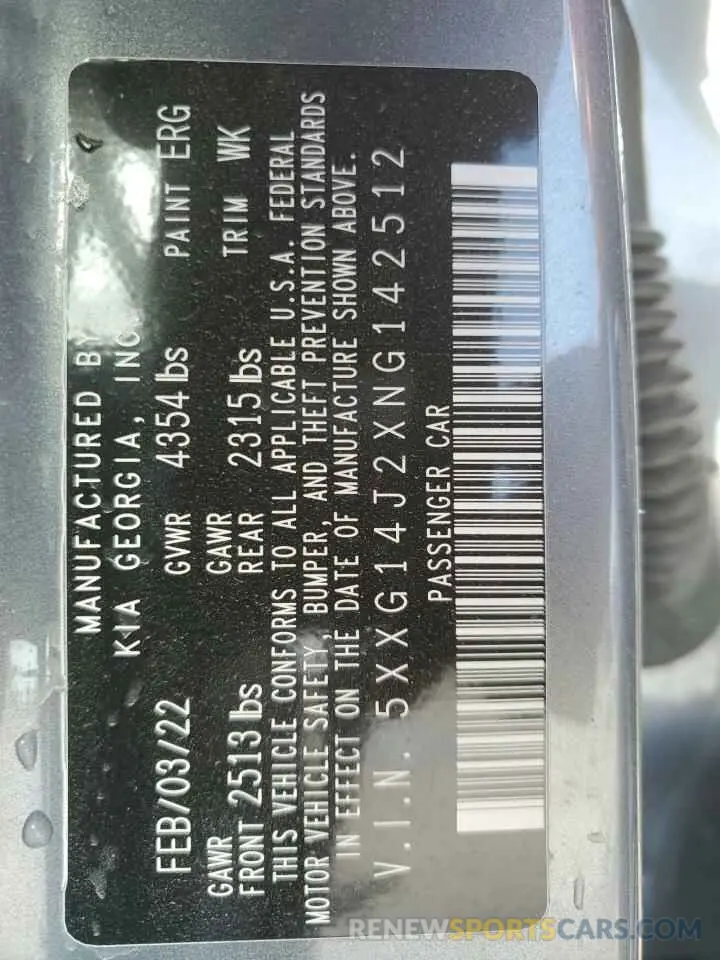 MANUFACTURED BY
KIA GEORGIA, INC.
FEB/03/22 GVWR 4354 lbs PAINT ERG
GAWR FRONT 2513 lbs GAWR REAR 2315 lbs TRIM WK
THIS VEHICLE CONFORMS TO ALL APPLICABLE U.S.A. FEDERAL
MOTOR VEHICLE SAFETY, BUMPER, AND THEFT PREVENTION STANDARDS
IN EFFECT ON THE DATE OF MANUFACTURE SHOWN ABOVE.
V.I.N. 5XXG14J2XNG142512
PASSENGER CAR
RENEWSPORTSCARS.COM